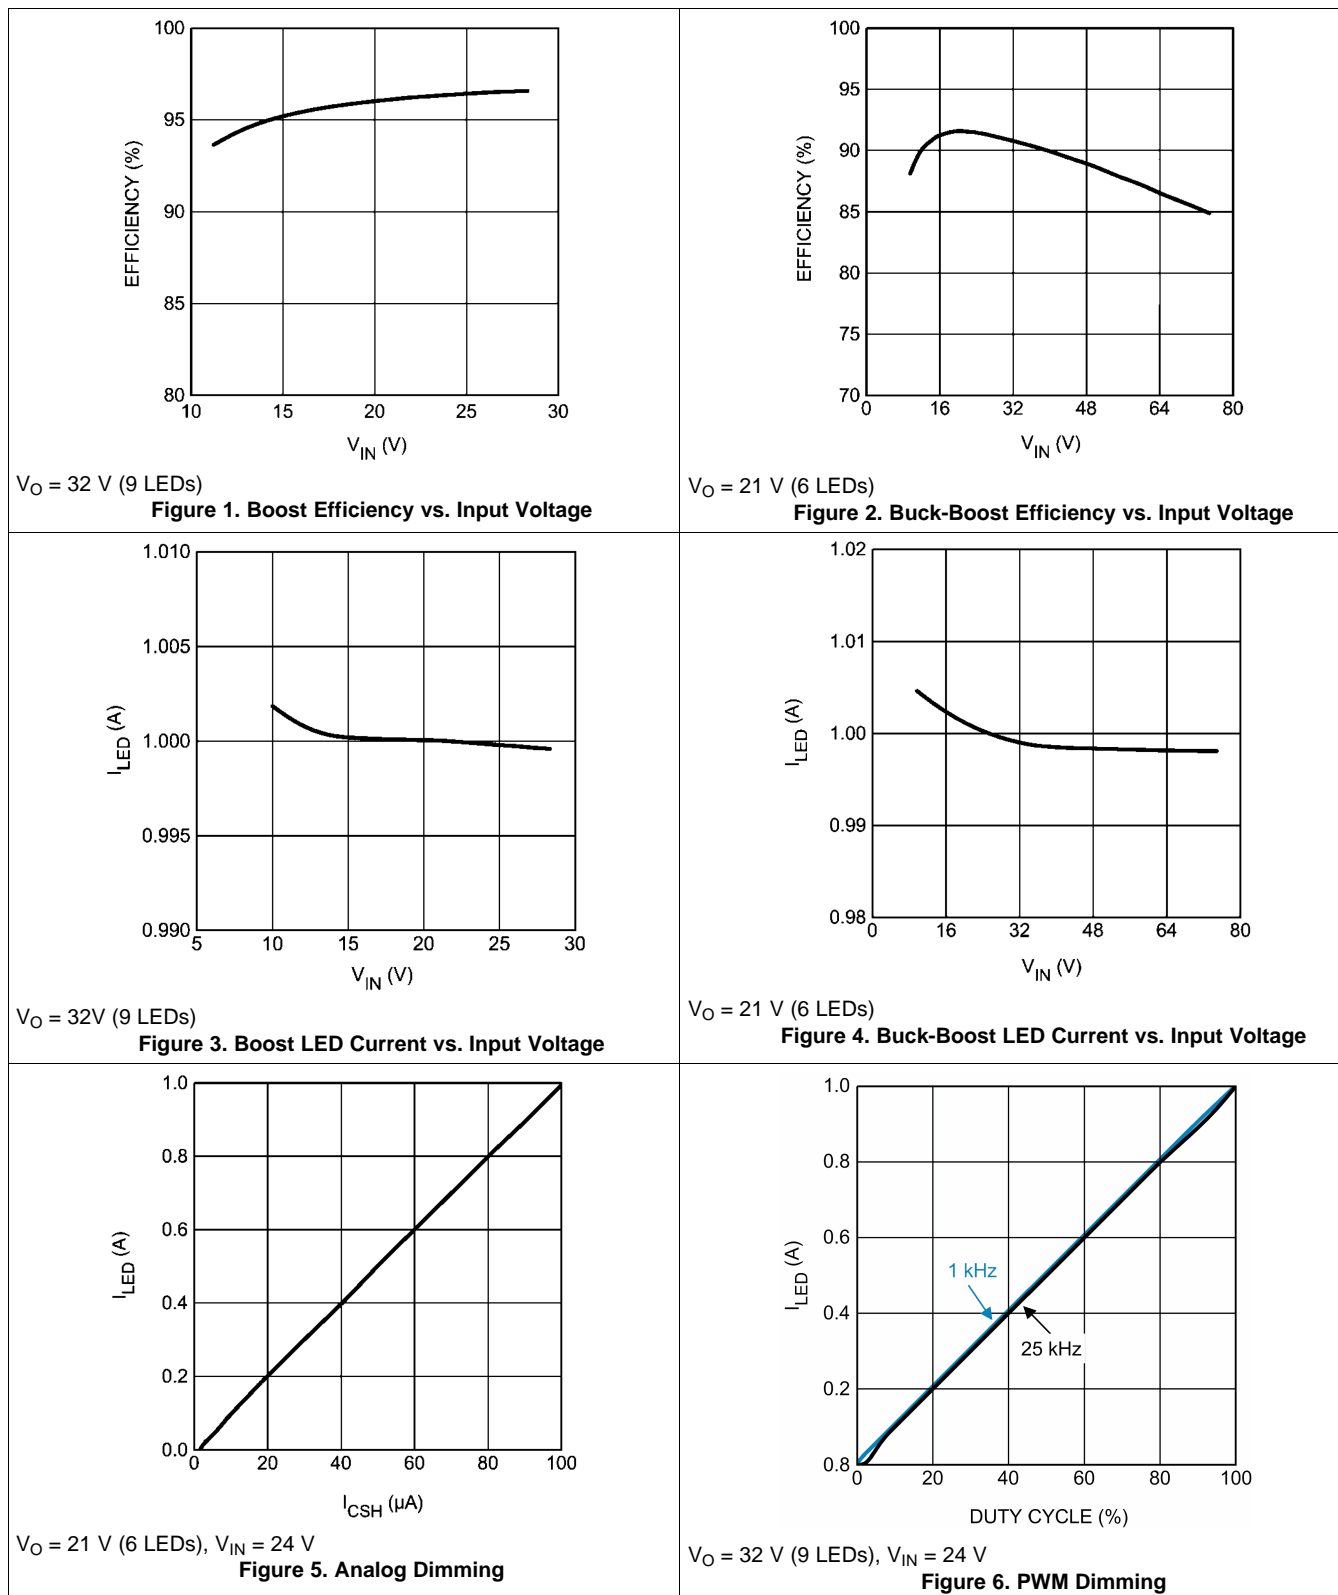 100
95
90
85
80
EFFICIENCY (%)
10 15 20 25 30
VIN (V)
VO = 32 V (9 LEDs)
Figure 1. Boost Efficiency vs. Input Voltage
100
95
90
85
80
75
70
EFFICIENCY (%)
0 16 32 48 64 80
VIN (V)
VO = 21 V (6 LEDs)
Figure 2. Buck-Boost Efficiency vs. Input Voltage
1.010
1.005
1.000
0.995
0.990
ILED (A)
5 10 15 20 25 30
VIN (V)
VO = 32V (9 LEDs)
Figure 3. Boost LED Current vs. Input Voltage
1.02
1.01
1.00
0.99
0.98
ILED (A)
0 16 32 48 64 80
VIN (V)
VO = 21 V (6 LEDs)
Figure 4. Buck-Boost LED Current vs. Input Voltage
1.0
0.8
0.6
0.4
0.2
0.0
ILED (A)
0 20 40 60 80 100
ICSH (µA)
VO = 21 V (6 LEDs), VIN = 24 V
Figure 5. Analog Dimming
1.0
0.8
0.6
0.4
0.2
0.8
ILED (A)
1 kHz
25 kHz
0 20 40 60 80 100
DUTY CYCLE (%)
VO = 32 V (9 LEDs), VIN = 24 V
Figure 6. PWM Dimming